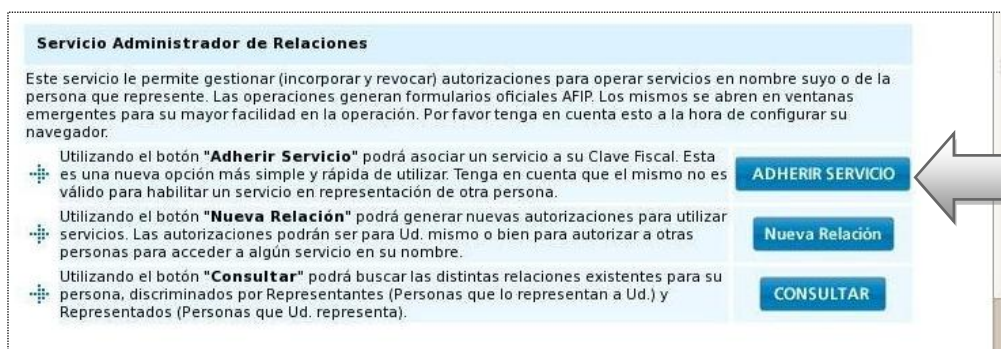 Servicio Administrador de Relaciones
Este servicio le permite gestionar (incorporar y revocar) autorizaciones para operar servicios en nombre suyo o de la
persona que represente. Las operaciones generan formularios oficiales AFIP. Los mismos se abren en ventanas
emergentes para su mayor facilidad en la operación. Por favor tenga en cuenta esto a la hora de configurar su
navegador.
Utilizando el botón "Adherir Servicio" podrá asociar un servicio a su Clave Fiscal. Esta
es una nueva opción más simple y rápida de utilizar. Tenga en cuenta que el mismo no es
válido para habilitar un servicio en representación de otra persona.
ADHERIR SERVICIO
Utilizando el botón "Nueva Relación" podrá generar nuevas autorizaciones para utilizar
servicios. Las autorizaciones podrán ser para Ud. mismo o bien para autorizar a otras
personas para acceder a algún servicio en su nombre.
Nueva Relación
Utilizando el botón "Consultar" podrá buscar las distintas relaciones existentes para su
persona, discriminados por Representantes (Personas que lo representan a Ud.) y
Representados (Personas que Ud. representa).
CONSULTAR